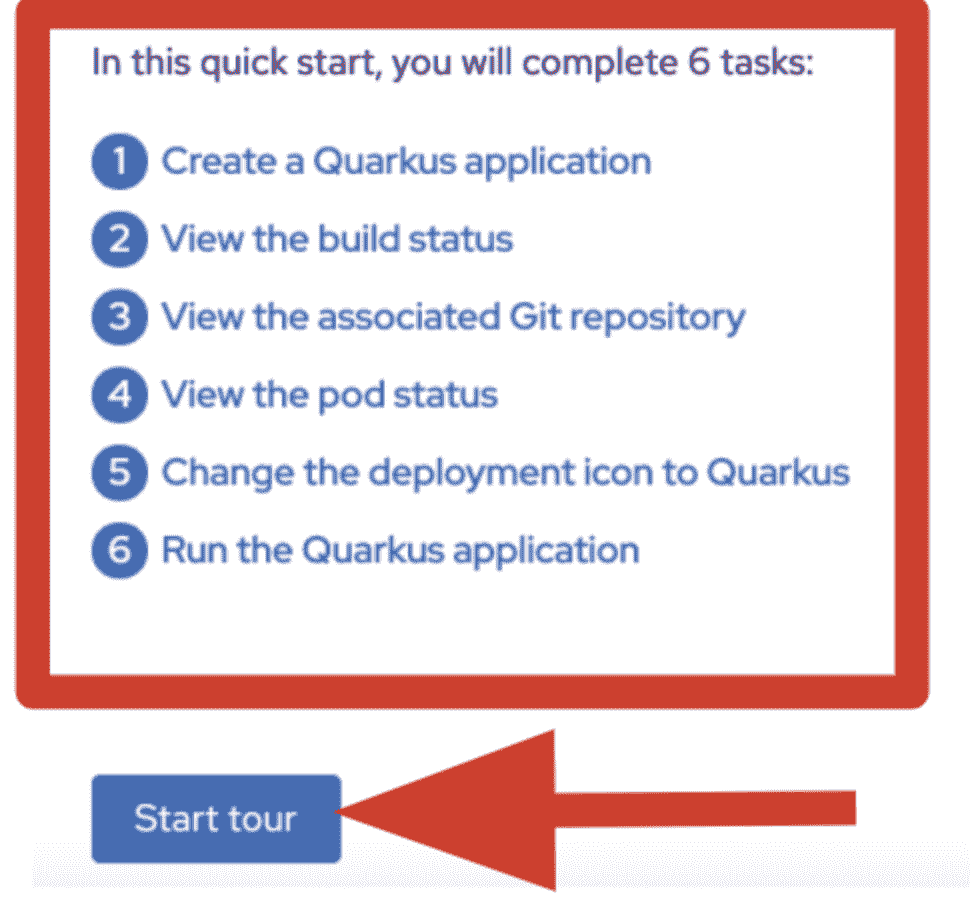 In this quick start, you will complete 6 tasks:
1 Create a Quarkus application
2 View the build status
3 View the associated Git repository
4 View the pod status
5 Change the deployment icon to Quarkus
6 Run the Quarkus application
Start tour